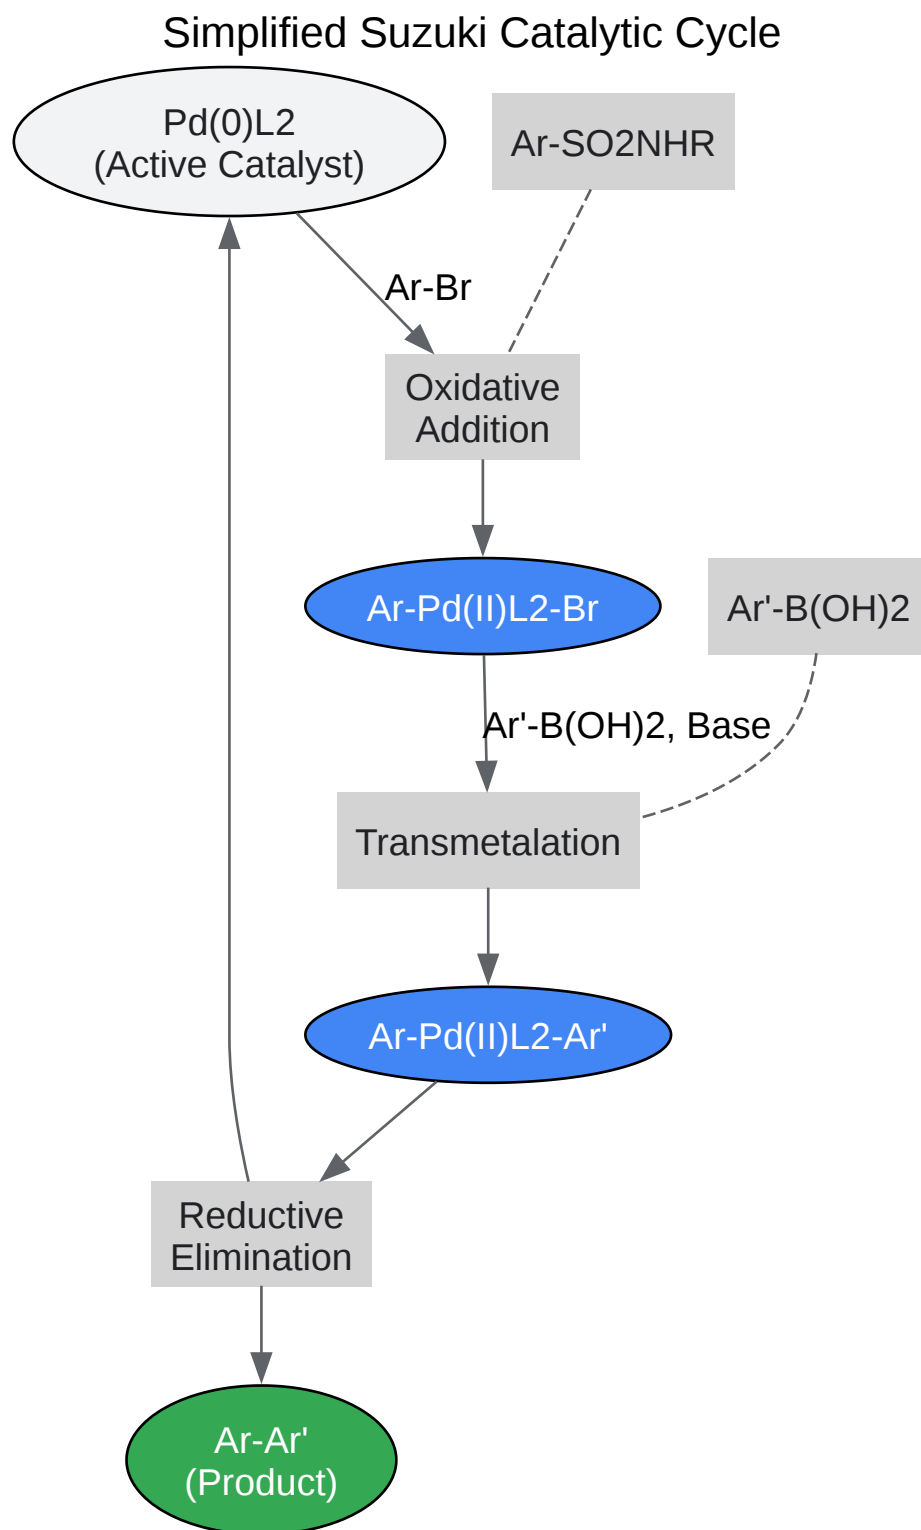 Simplified Suzuki Catalytic Cycle
Pd(0)L2
(Active Catalyst)
Ar-SO2NHR
Ar-Br
Oxidative
Addition
Ar-Pd(II)L2-Br
Ar'-B(OH)2
Ar'-B(OH)2, Base
Transmetalation
Ar-Pd(II)L2-Ar'
Reductive
Elimination
Ar-Ar'
(Product)